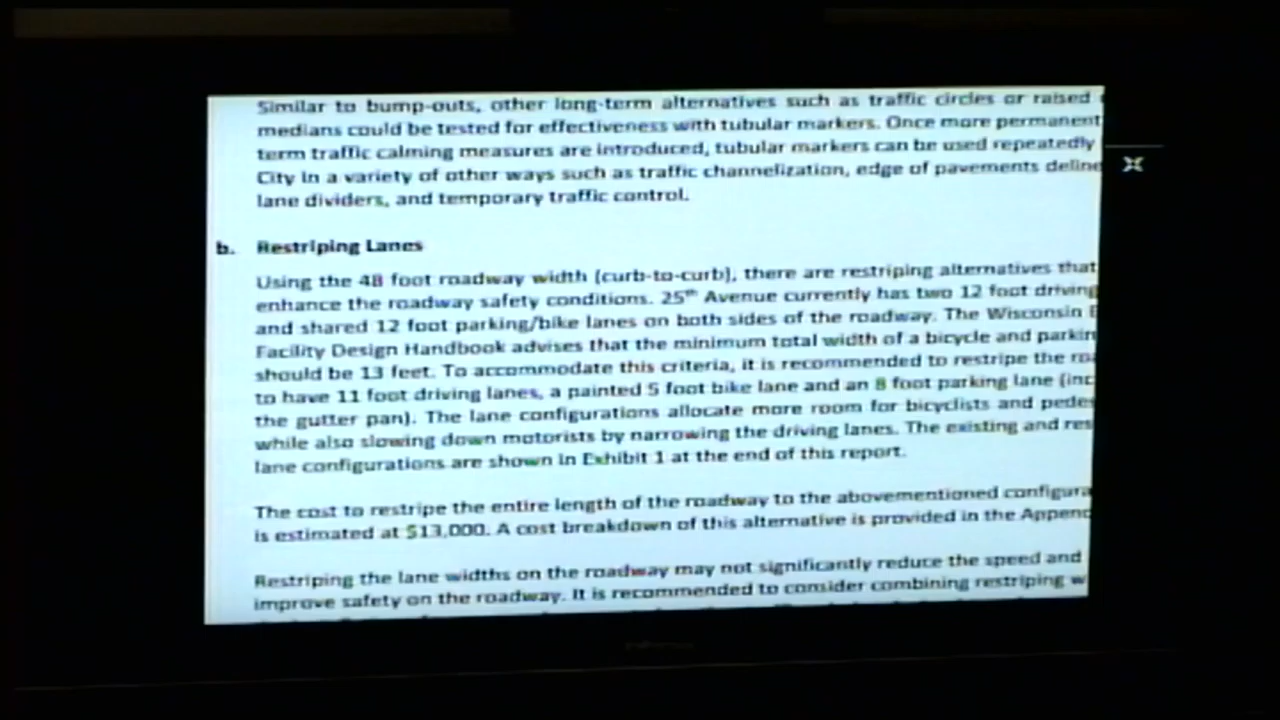 Similar to bump-outs, other long-term alternatives such as traffic circles or raised
medians could be tested for effectiveness with tubular markers. Once more permanent
term traffic calming measures are introduced, tubular markers can be used repeatedly
City in a variety of other ways such as traffic channelization, edge of pavements deline
lane dividers, and temporary traffic control.
b. Restriping Lanes
Using the 48 foot roadway width (curb-to-curb), there are restriping alternatives that
enhance the roadway safety conditions. 25th Avenue currently has two 12 foot driving
and shared 12 foot parking/bike lanes on both sides of the roadway. The Wisconsin
Facility Design Handbook advises that the minimum total width of a bicycle and parkin
should be 13 feet. To accommodate this criteria, it is recommended to restripe the roa
to have 11 foot driving lanes, a painted 5 foot bike lane and an 8 foot parking lane (inc
the gutter pan). The lane configurations allocate more room for bicyclists and pedes
while also slowing down motorists by narrowing the driving lanes. The existing and res
lane configurations are shown in Exhibit 1 at the end of this report.
The cost to restripe the entire length of the roadway to the abovementioned configura
is estimated at $13,000. A cost breakdown of this alternative is provided in the Append
Restriping the lane widths on the roadway may not significantly reduce the speed and
improve safety on the roadway. It is recommended to consider combining restriping w